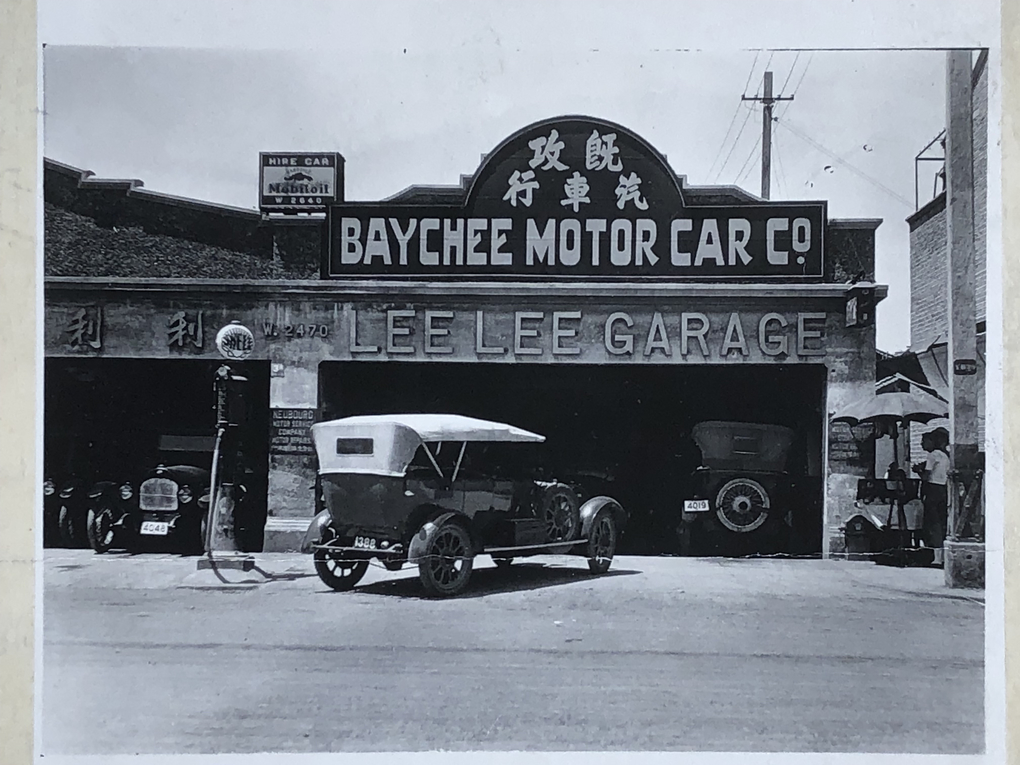 攻 既
行 車 汽
HIRE CAR
Mobiloil
W 2640
BAYCHEE MOTOR CAR Cº
利 利 W. 2470
LEE LEE GARAGE
NEUBOURG
MOTOR SERVICE
COMPANY
MOTOR REPAIRS
4048
1388
4019